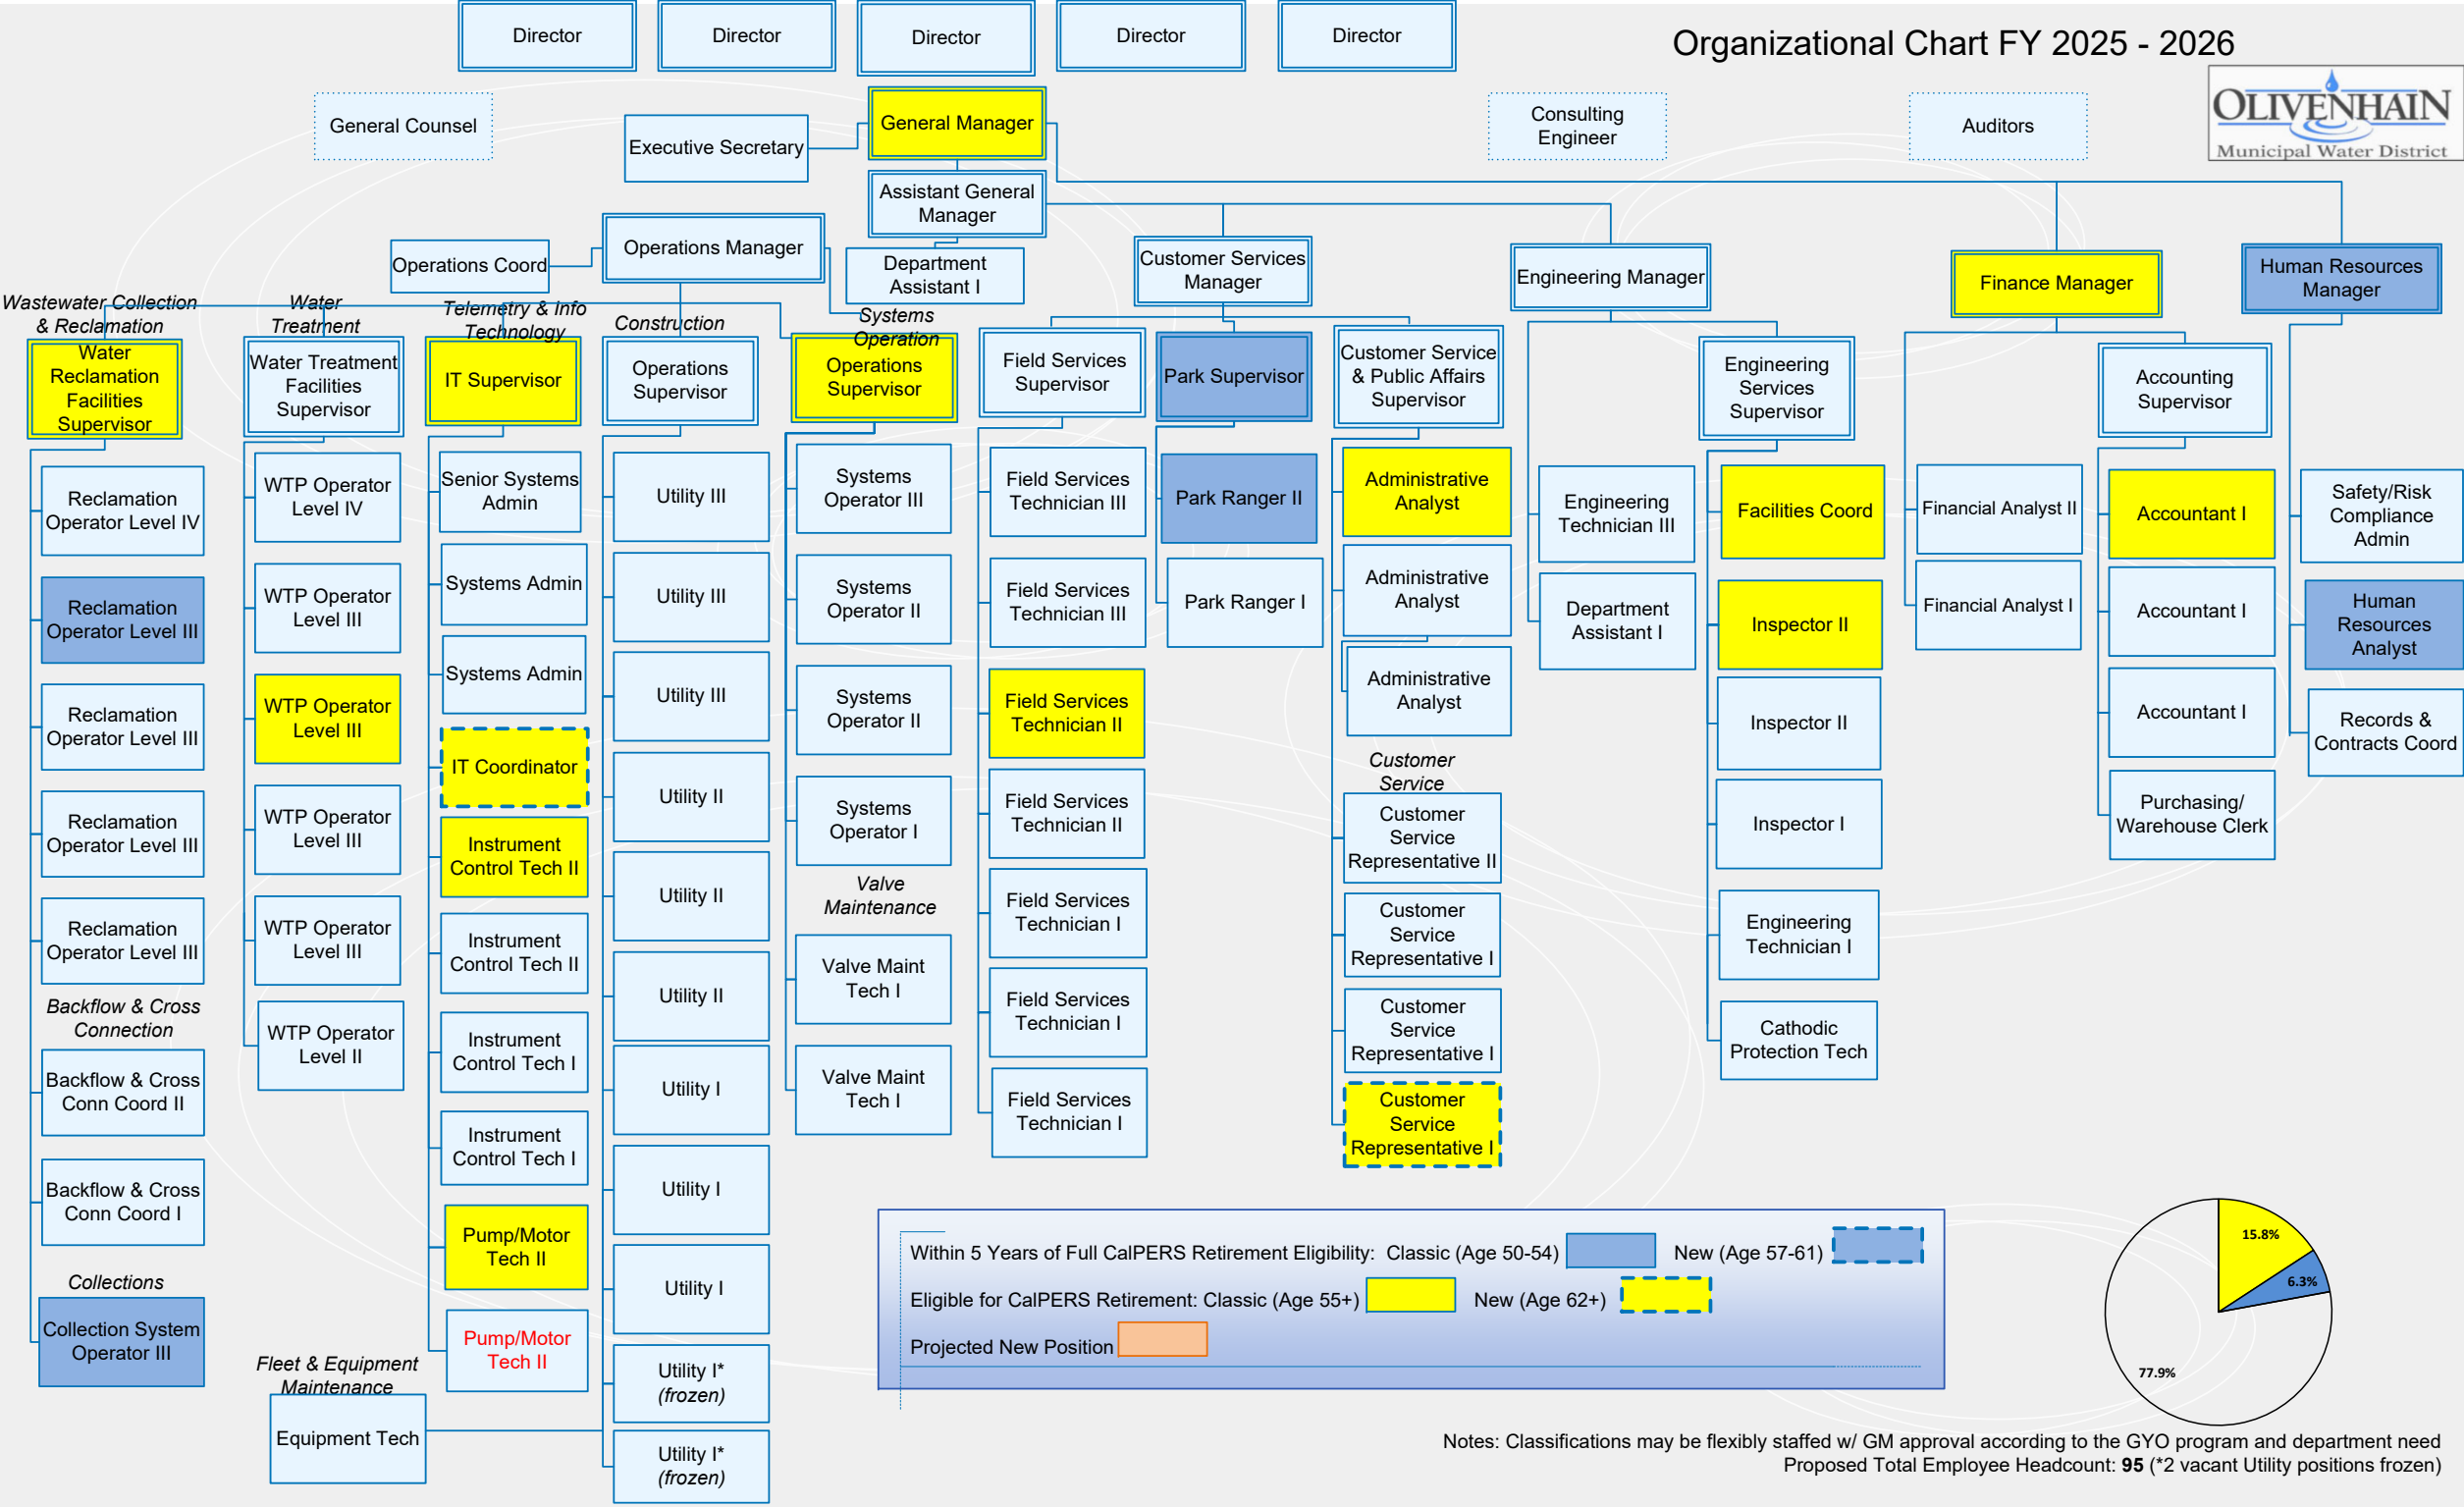 Director
Director
Director
Director
Director
Organizational Chart FY 2025 - 2026
OLIVENHAIN
Municipal Water District
General Counsel
Executive Secretary
General Manager
Consulting
Engineer
Auditors
Assistant General
Manager
Operations Coord
Operations Manager
Department
Assistant I
Customer Services
Manager
Engineering Manager
Finance Manager
Human Resources
Manager
Wastewater Collection
& Reclamation
Water
Reclamation
Facilities
Supervisor
Reclamation
Operator Level IV
Reclamation
Operator Level III
Reclamation
Operator Level III
Reclamation
Operator Level III
Reclamation
Operator Level III
Backflow & Cross
Connection
Backflow & Cross
Conn Coord II
Backflow & Cross
Conn Coord I
Collections
Collection System
Operator III
Water
Treatment
Water Treatment
Facilities
Supervisor
WTP Operator
Level IV
WTP Operator
Level III
WTP Operator
Level III
WTP Operator
Level III
WTP Operator
Level III
WTP Operator
Level II
Fleet & Equipment
Maintenance
Equipment Tech
Telemetry & Info
Technology
IT Supervisor
Senior Systems
Admin
Systems Admin
Systems Admin
IT Coordinator
Instrument
Control Tech II
Instrument
Control Tech II
Instrument
Control Tech I
Instrument
Control Tech I
Pump/Motor
Tech II
Pump/Motor
Tech II
Construction
Operations
Supervisor
Utility III
Utility III
Utility III
Utility II
Utility II
Utility II
Utility I
Utility I
Utility I
Utility I*
(frozen)
Utility I*
(frozen)
Systems
Operation
Operations
Supervisor
Systems
Operator III
Systems
Operator II
Systems
Operator II
Systems
Operator I
Valve
Maintenance
Valve Maint
Tech I
Valve Maint
Tech I
Field Services
Supervisor
Field Services
Technician III
Field Services
Technician III
Field Services
Technician II
Field Services
Technician II
Field Services
Technician I
Field Services
Technician I
Field Services
Technician I
Park Supervisor
Park Ranger II
Park Ranger I
Customer Service
& Public Affairs
Supervisor
Administrative
Analyst
Administrative
Analyst
Administrative
Analyst
Customer
Service
Customer
Service
Representative II
Customer
Service
Representative I
Customer
Service
Representative I
Customer
Service
Representative I
Engineering
Technician III
Department
Assistant I
Engineering
Services
Supervisor
Facilities Coord
Inspector II
Inspector II
Inspector I
Engineering
Technician I
Cathodic
Protection Tech
Financial Analyst II
Financial Analyst I
Accounting
Supervisor
Accountant I
Accountant I
Accountant I
Purchasing/
Warehouse Clerk
Safety/Risk
Compliance
Admin
Human
Resources
Analyst
Records &
Contracts Coord
Within 5 Years of Full CalPERS Retirement Eligibility: Classic (Age 50-54) New (Age 57-61)
Eligible for CalPERS Retirement: Classic (Age 55+) New (Age 62+)
Projected New Position
15.8%
6.3%
77.9%
Notes: Classifications may be flexibly staffed w/ GM approval according to the GYO program and department need
Proposed Total Employee Headcount: 95 (*2 vacant Utility positions frozen)